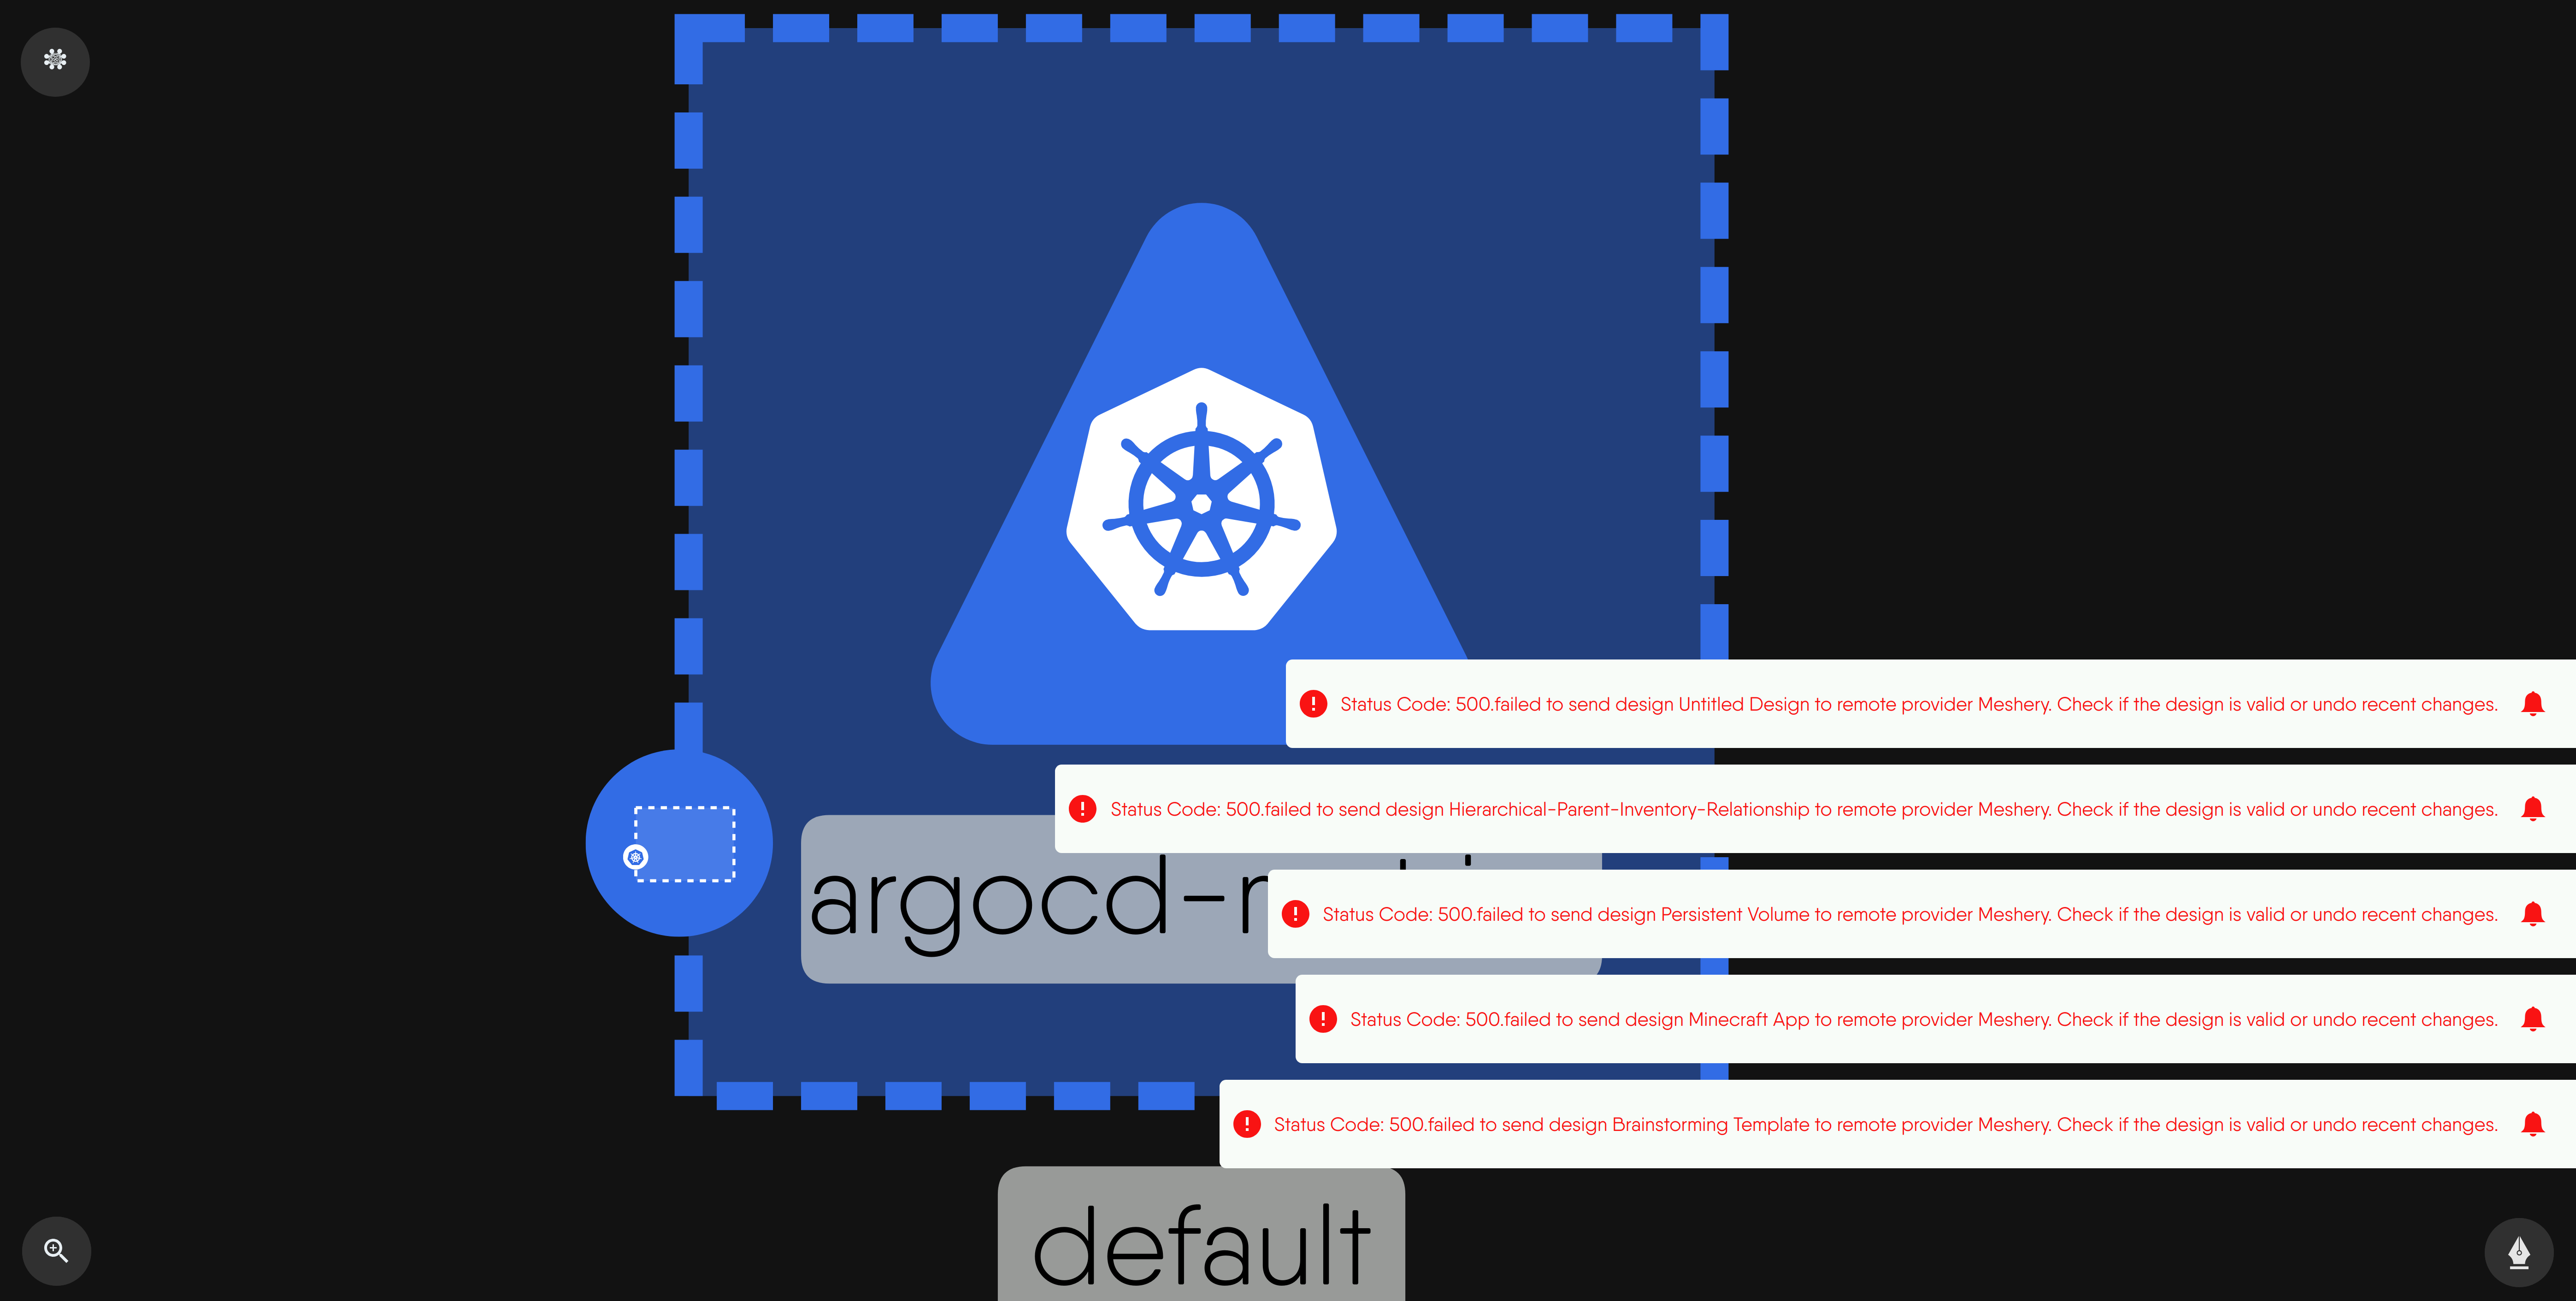 Status Code: 500.failed to send design Untitled Design to remote provider Meshery. Check if the design is valid or undo recent changes.
Status Code: 500.failed to send design Hierarchical-Parent-Inventory-Relationship to remote provider Meshery. Check if the design is valid or undo recent changes.
argocd-
Status Code: 500.failed to send design Persistent Volume to remote provider Meshery. Check if the design is valid or undo recent changes.
Status Code: 500.failed to send design Minecraft App to remote provider Meshery. Check if the design is valid or undo recent changes.
Status Code: 500.failed to send design Brainstorming Template to remote provider Meshery. Check if the design is valid or undo recent changes.
default